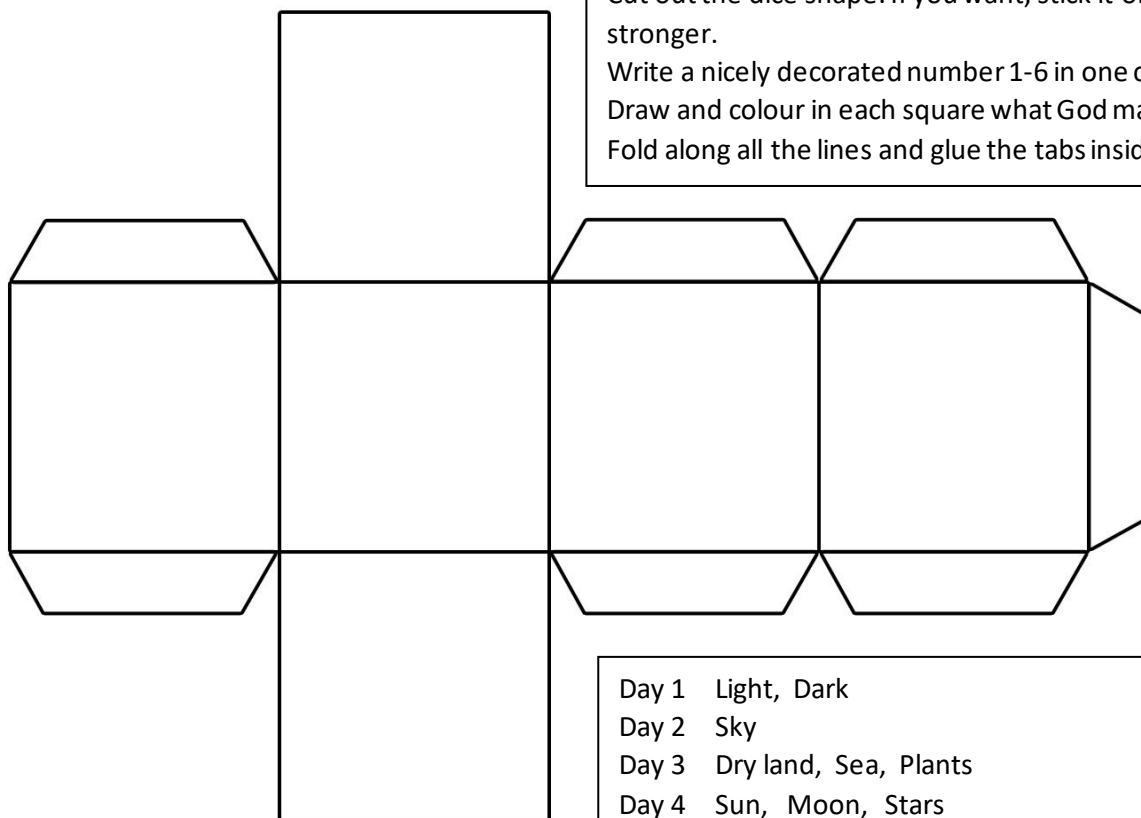 stronger.
Write a nicely decorated number 1-6 in one
Draw and colour in each square what God
Fold along all the lines and glue the tabs
Day 1 Light, Dark
Day 2 Sky
Day 3 Dry land, Sea, Plants
Day 4 Sun, Moon, Stars